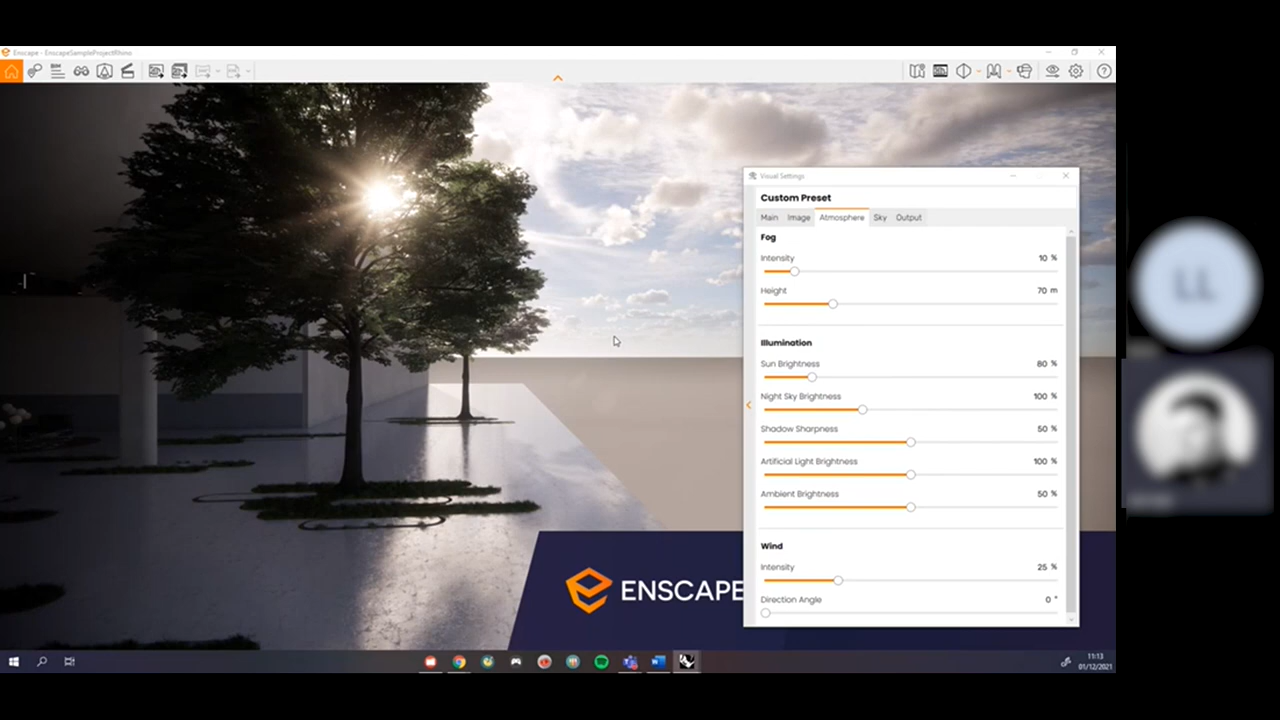 Enscape - EnscapeSampleProjectRhino
Visual Settings
Custom Preset
Main Image Atmosphere Sky Output
Fog
Intensity 10 %
Height 70 m
Illumination
Sun Brightness 80 %
Night Sky Brightness 100 %
Shadow Sharpness 50 %
Artificial Light Brightness 100 %
Ambient Brightness 50 %
Wind
Intensity 25 %
Direction Angle 0 °
ENSCAPE
11:13
01/12/2021